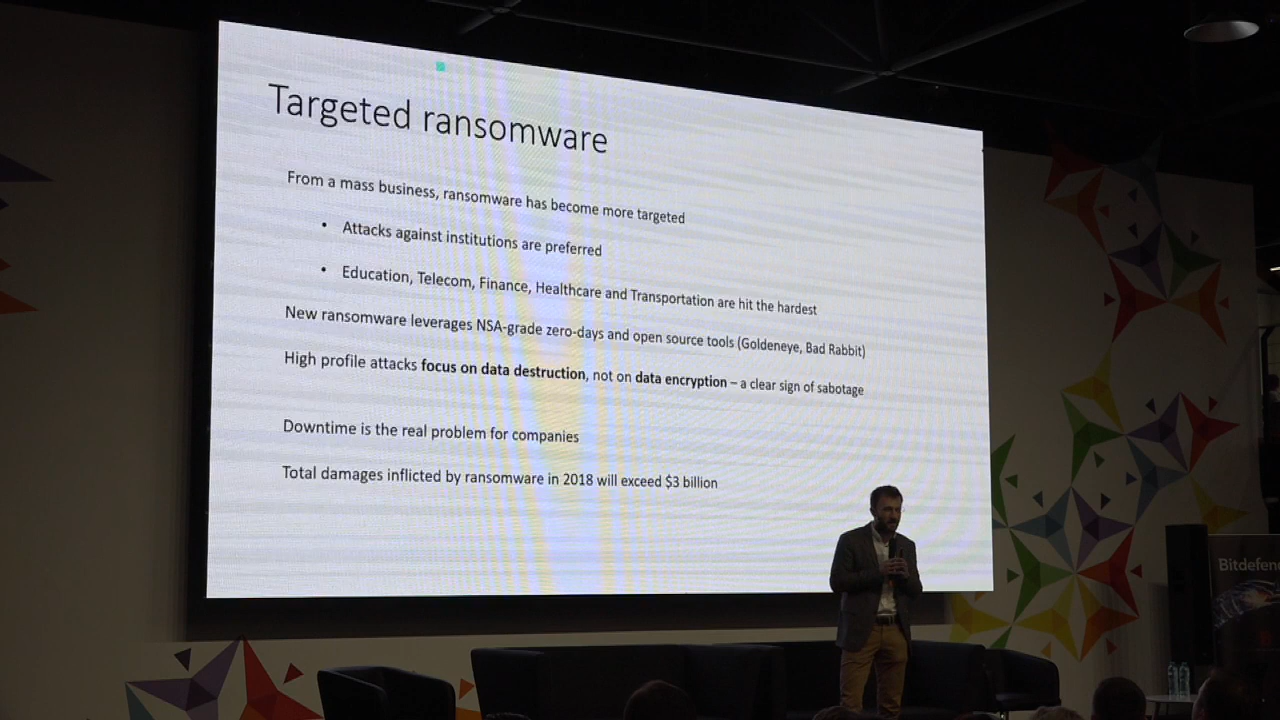 Targeted ransomware
From a mass business, ransomware has become more targeted
• Attacks against institutions are preferred
• Education, Telecom, Finance, Healthcare and Transportation are hit the hardest
New ransomware leverages NSA-grade zero-days and open source tools (Goldeneye, Bad Rabbit)
High profile attacks focus on data destruction, not on data encryption – a clear sign of sabotage
Downtime is the real problem for companies
Total damages inflicted by ransomware in 2018 will exceed $3 billion
Bitdefen